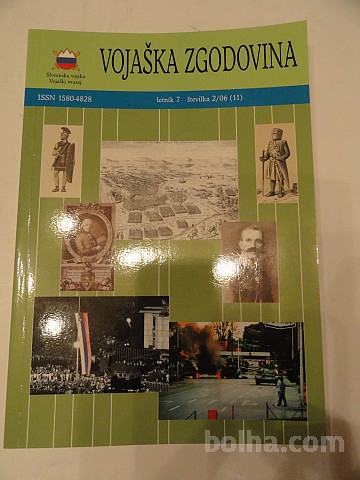 VOJAŠKA ZGODOVINA
Slovenska vojska
Vojaški muzej
ISSN 1580-4828 letnik 7 številka 2/06 (11)
bolha.com